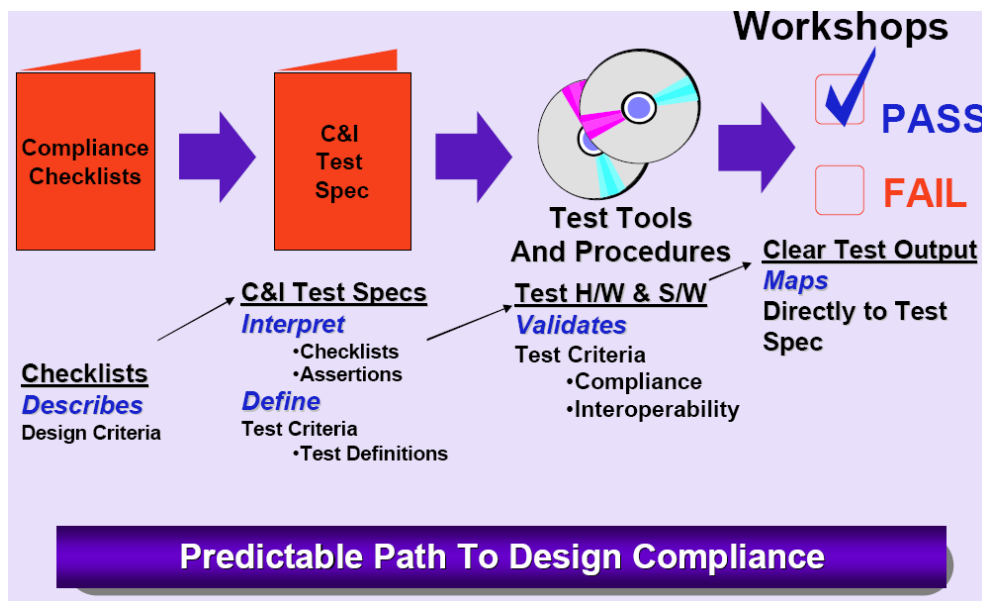 Workshops
Compliance
Checklists
C&I
Test
Spec
Test Tools
And Procedures
PASS
FAIL
Checklists
Describes
Design Criteria
C&I Test Specs
Interpret
•Checklists
•Assertions
Define
Test Criteria
•Test Definitions
Test H/W & S/W
Validates
Test Criteria
•Compliance
•Interoperability
Clear Test Output
Maps
Directly to Test
Spec
Predictable Path To Design Compliance